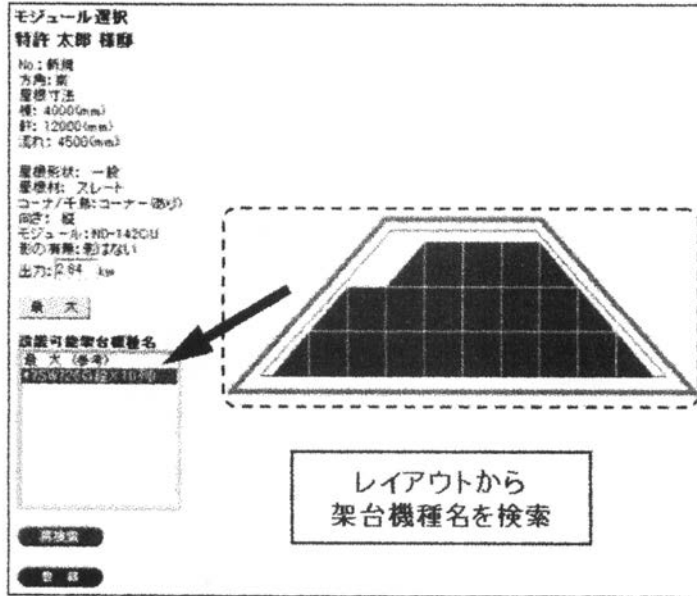 モジュール選択
特許 太郎 様邸
No.: 新規
方角: 南
屋根寸法
棟: 4000(mm)
軒: 12000(mm)
流れ: 4500(mm)
屋根形状: 一般
屋根材: スレート
コーナ/千鳥:コーナー(あり)
向き: 縦
モジュール:ND-142CU
影の有無:影はない
出力: 2.64 kw
最 大
設置可能架台機種名
最 大 (参考)
再検索
登 録
レイアウトから
架台機種名を検索